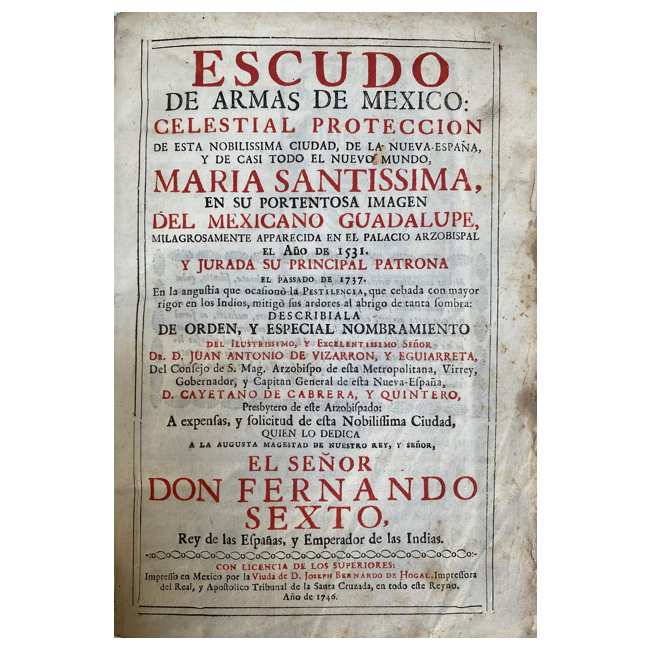 ESCUDO
DE ARMAS DE MEXICO:
CELESTIAL PROTECCION
DE ESTA NOBILISSIMA CIUDAD, DE LA NUEVA-ESPAÑA,
Y DE CASI TODO EL NUEVO MUNDO,
MARIA SANTISSIMA,
EN SU PORTENTOSA IMAGEN
DEL MEXICANO GUADALUPE,
MILAGROSAMENTE APPARECIDA EN EL PALACIO ARZOBISPAL
EL Año DE 1531.
Y JURADA SU PRINCIPAL PATRONA
EL PASSADO DE 1737.
En la anguſtia que ocaſionò la PESTILENCIA, que cebada con mayor
rigor en los Indios, mitigò ſus ardores al abrigo de tanta ſombra:
DESCRIBIALA
DE ORDEN, Y ESPECIAL NOMBRAMIENTO
DEL ILUSTRISSIMO, Y EXCELENTISSIMO SEÑOR
DR. D. JUAN ANTONIO DE VIZARRON, Y EGUIARRETA,
Del Conſejo de S. Mag. Arzobiſpo de eſta Metropolitana, Virrey,
Gobernador, y Capitan General de eſta Nueva-Eſpaña,
D. CAYETANO DE CABRERA, Y QUINTERO,
Presbytero de eſte Arzobiſpado:
A expenſas, y ſolicitud de eſta Nobiliſſima Ciudad,
QUIEN LO DEDICA
A LA AUGUSTA MAGESTAD DE NUESTRO REY, Y SEÑOR,
EL SEÑOR
DON FERNANDO
SEXTO,
Rey de las Eſpañas, y Emperador de las Indias.
CON LICENCIA DE LOS SUPERIORES:
Impreſſo en Mexico por la Viuda de D. JOSEPH BERNARDO DE HOGAL, Impreſſora
del Real, y Apoſtolico Tribunal de la Santa Cruzada, en todo eſte Reyno.
Año de 1746.